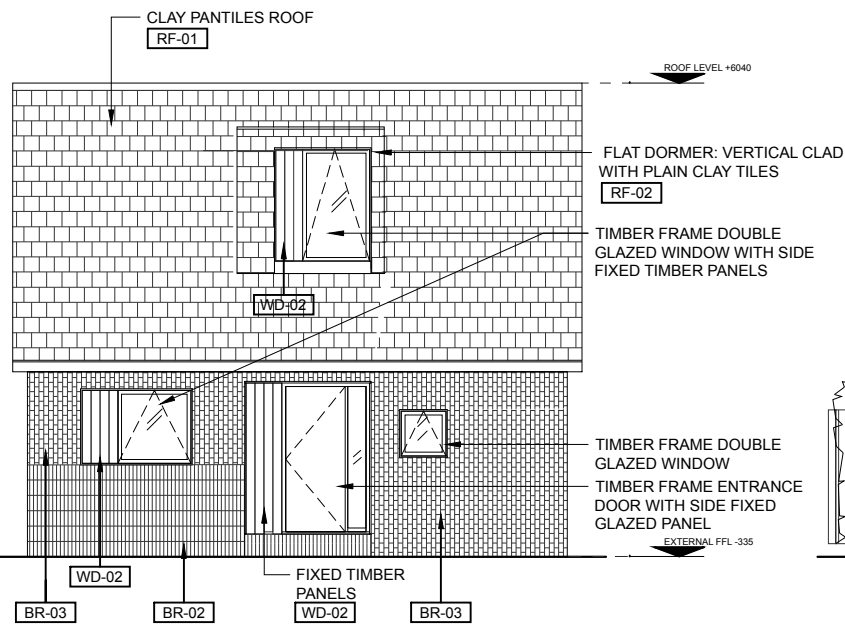 CLAY PANTILES ROOF
RF-01
ROOF LEVEL +6040
FLAT DORMER: VERTICAL CLAD
WITH PLAIN CLAY TILES
RF-02
TIMBER FRAME DOUBLE
GLAZED WINDOW WITH SIDE
FIXED TIMBER PANELS
WD-02
TIMBER FRAME DOUBLE
GLAZED WINDOW
TIMBER FRAME ENTRANCE
DOOR WITH SIDE FIXED
GLAZED PANEL
EXTERNAL FFL -335
WD-02
FIXED TIMBER
PANELS
BR-03
BR-02
WD-02
BR-03